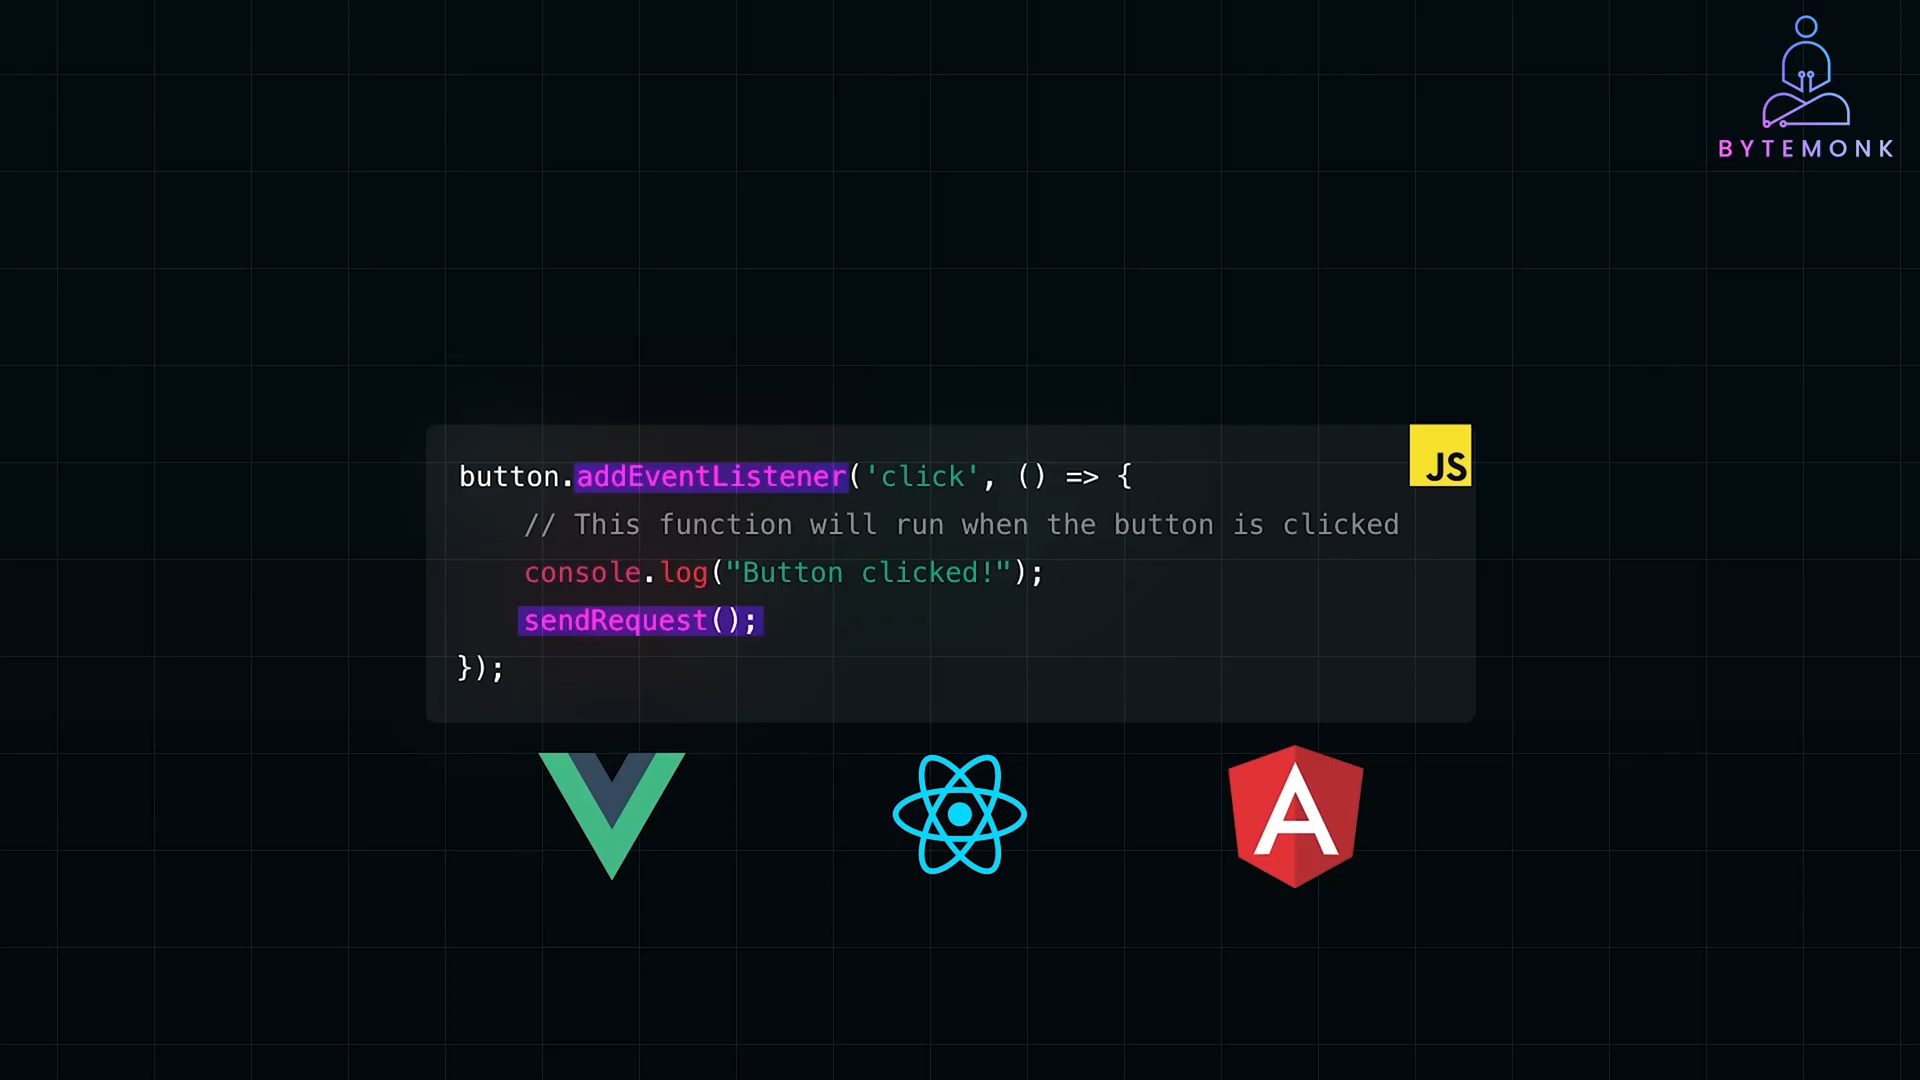 BYTEMONK
JS
button.addEventListener('click', () => {
    // This function will run when the button is clicked
    console.log("Button clicked!");
    sendRequest();
});